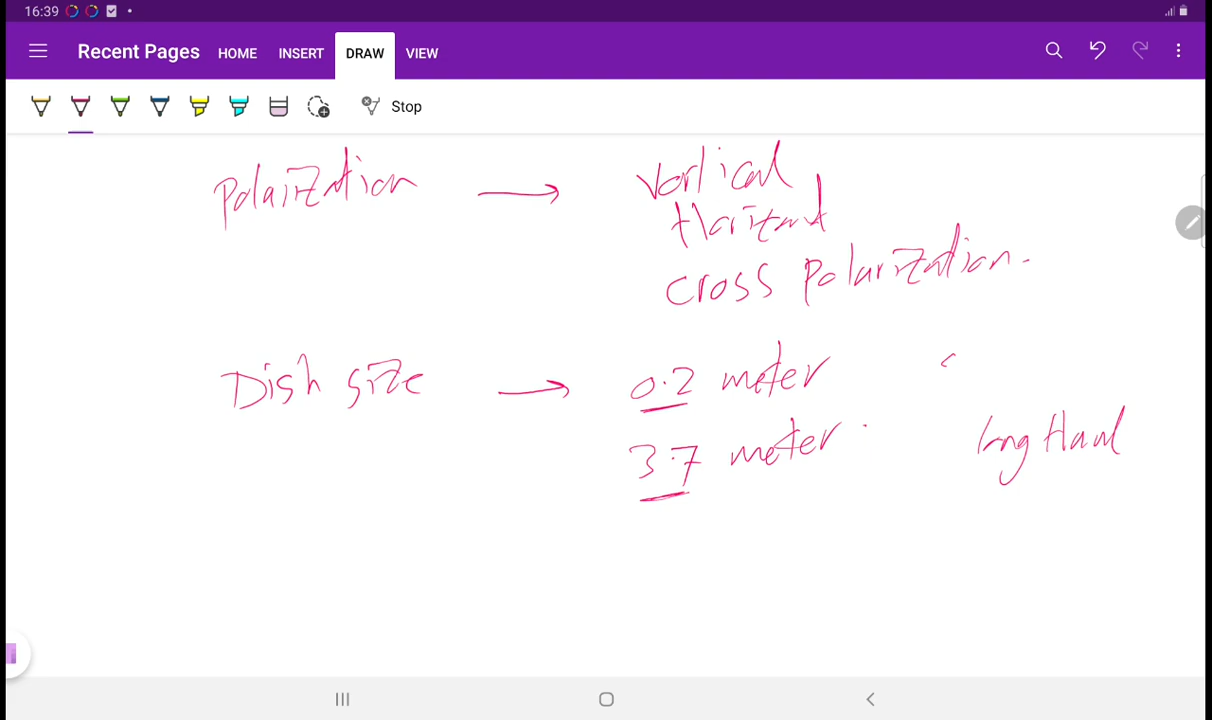 16:39
Recent Pages HOME INSERT DRAW VIEW
Stop
Polarization → Vertical
Horizontal
cross Polarization.
Dish size → 0.2 meter
3.7 meter. long Haul